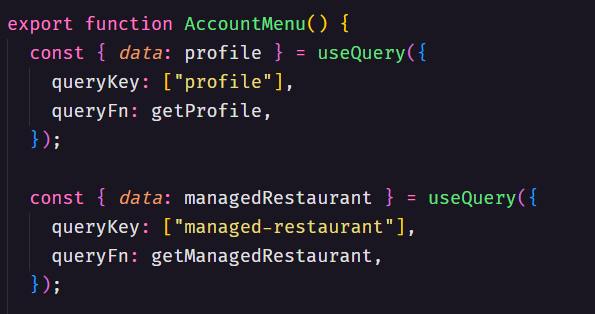 export function AccountMenu() {
const { data: profile } = useQuery({
queryKey: ["profile"],
queryFn: getProfile,
});
const { data: managedRestaurant } = useQuery({
queryKey: ["managed-restaurant"],
queryFn: getManagedRestaurant,
});